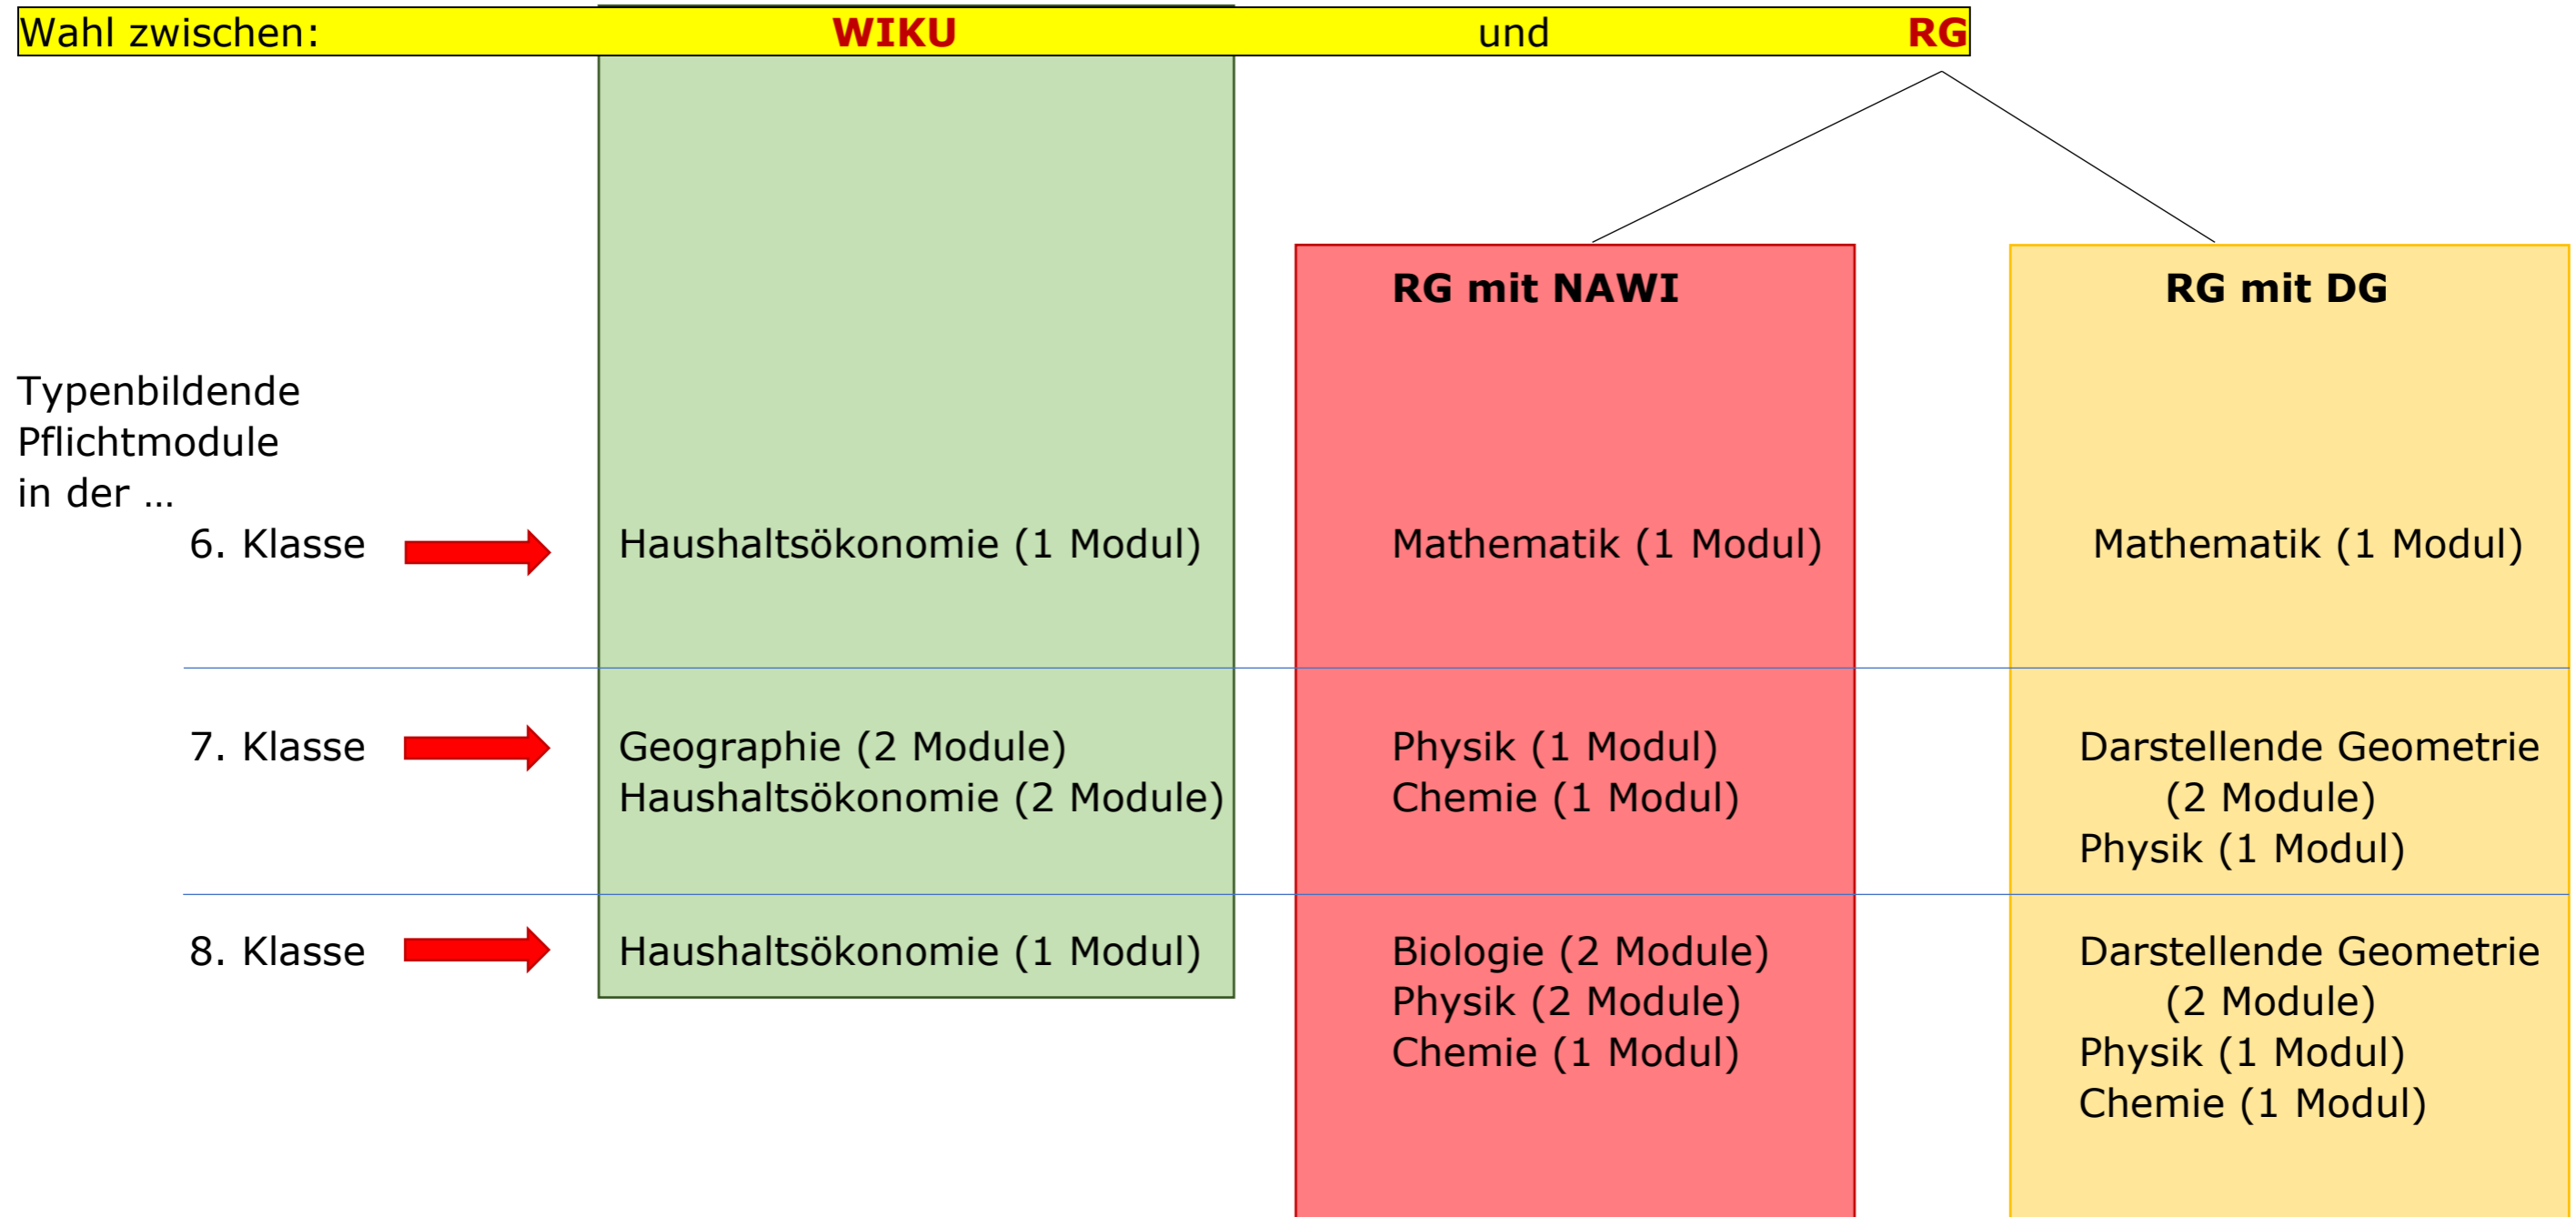 Wahl zwischen: WIKU und RG
RG mit NAWI RG mit DG
Typenbildende
Pflichtmodule
in der …
6. Klasse Haushaltsökonomie (1 Modul) Mathematik (1 Modul) Mathematik (1 Modul)
7. Klasse Geographie (2 Module) Physik (1 Modul) Darstellende Geometrie
Haushaltsökonomie (2 Module) Chemie (1 Modul) (2 Module)
Physik (1 Modul)
8. Klasse Haushaltsökonomie (1 Modul) Biologie (2 Module) Darstellende Geometrie
Physik (2 Module) (2 Module)
Chemie (1 Modul) Physik (1 Modul)
Chemie (1 Modul)